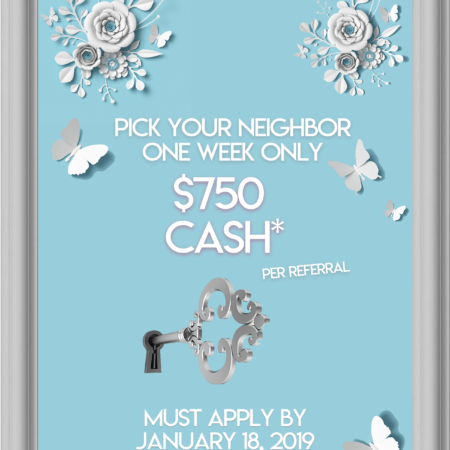 PICK YOUR NEIGHBOR
ONE WEEK ONLY
$750
CASH*
PER REFERRAL
MUST APPLY BY
JANUARY 18, 2019